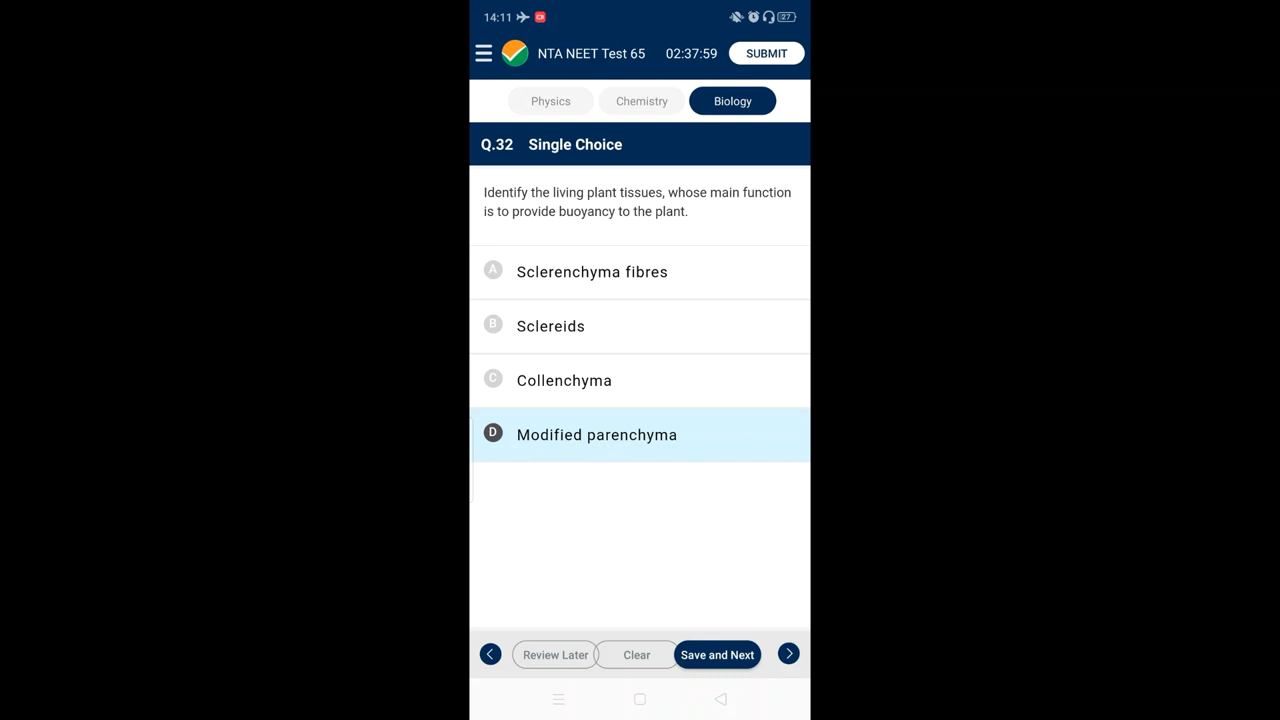 14:11
27
NTA NEET Test 65 02:37:59 SUBMIT
Physics Chemistry Biology
Q.32 Single Choice
Identify the living plant tissues, whose main function
is to provide buoyancy to the plant.
A Sclerenchyma fibres
B Sclereids
C Collenchyma
D Modified parenchyma
Review Later Clear Save and Next